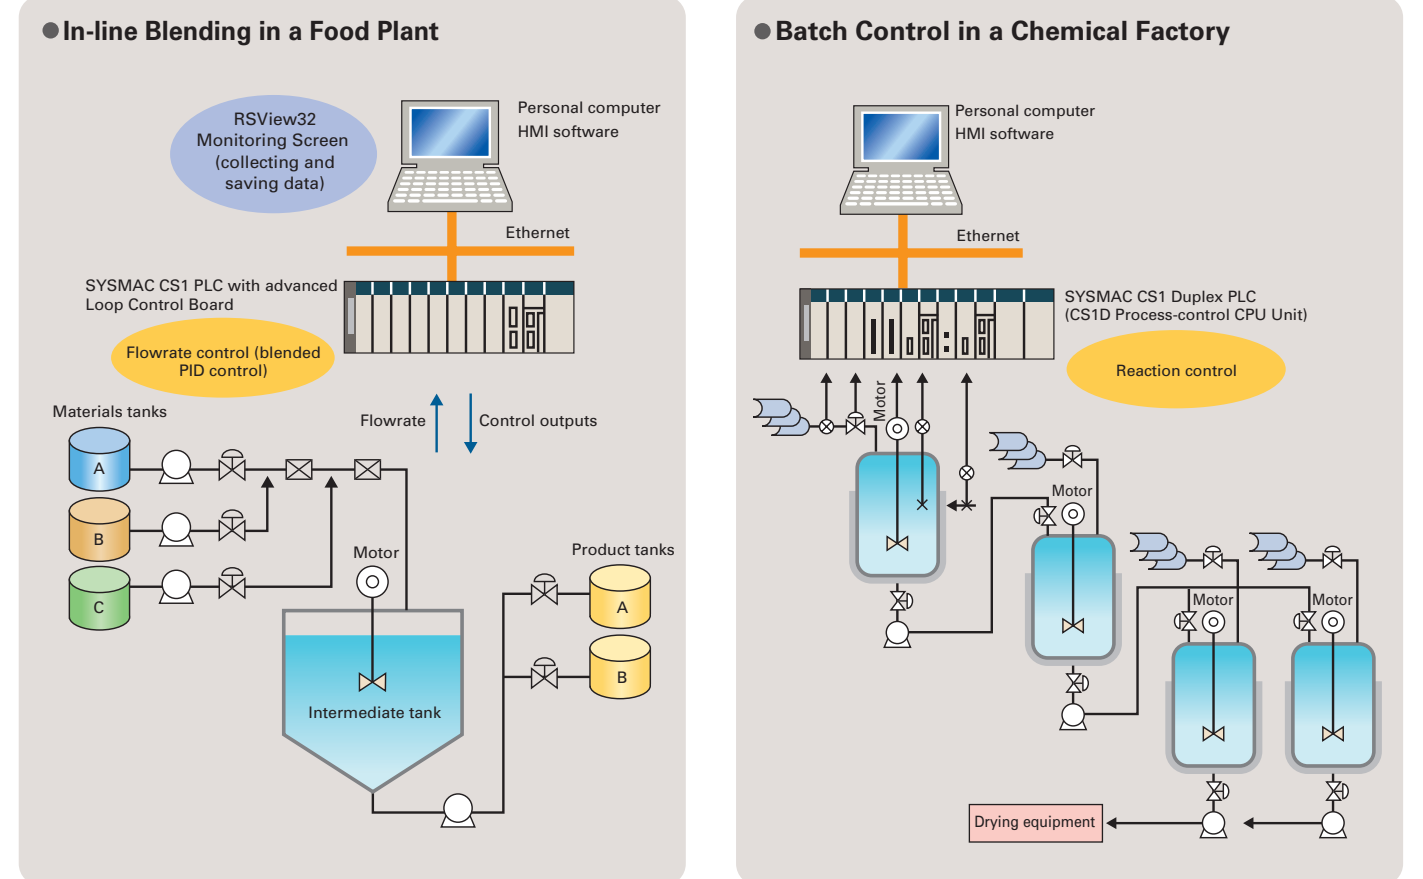 In-line Blending in a Food Plant
RSView32
Monitoring Screen
(collecting and
saving data)
Personal computer
HMI software
Ethernet
SYSMAC CS1 PLC with advanced
Loop Control Board
Flowrate control (blended
PID control)
Materials tanks
Flowrate
Control outputs
A
B
C
Motor
Product tanks
A
B
Intermediate tank
Batch Control in a Chemical Factory
Personal computer
HMI software
Ethernet
SYSMAC CS1 Duplex PLC
(CS1D Process-control CPU Unit)
Reaction control
Motor
Motor
Motor
Motor
Drying equipment